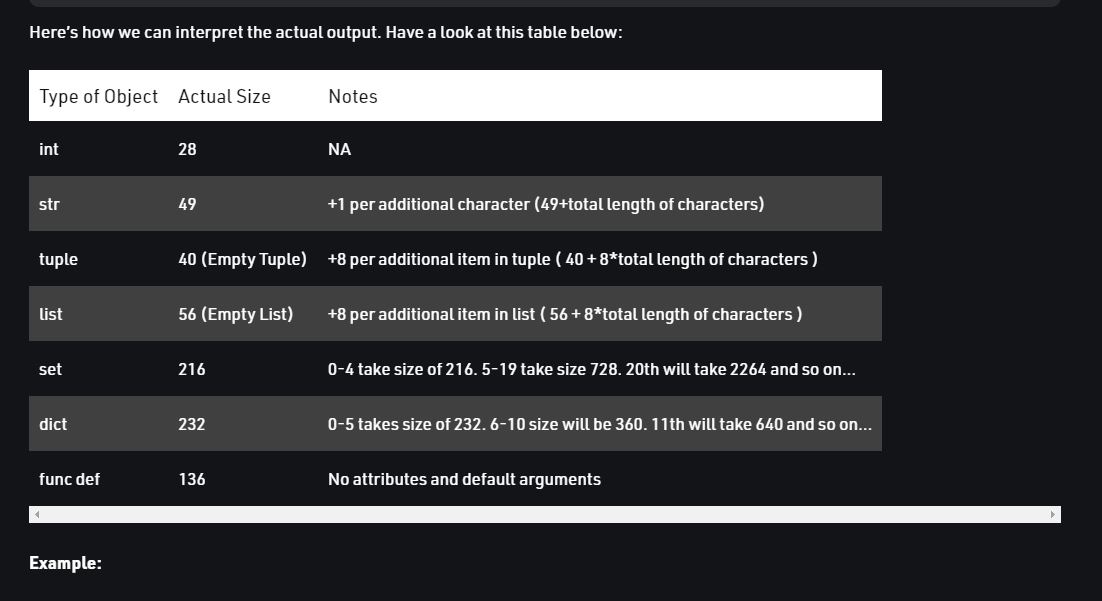 Here's how we can interpret the actual output. Have a look at this table below:
Type of Object Actual Size Notes
int 28 NA
str 49 +1 per additional character (49+total length of characters)
tuple 40 (Empty Tuple) +8 per additional item in tuple ( 40 + 8*total length of characters )
list 56 (Empty List) +8 per additional item in list ( 56 + 8*total length of characters )
set 216 0-4 take size of 216. 5-19 take size 728. 20th will take 2264 and so on...
dict 232 0-5 takes size of 232. 6-10 size will be 360. 11th will take 640 and so on...
func def 136 No attributes and default arguments
Example: